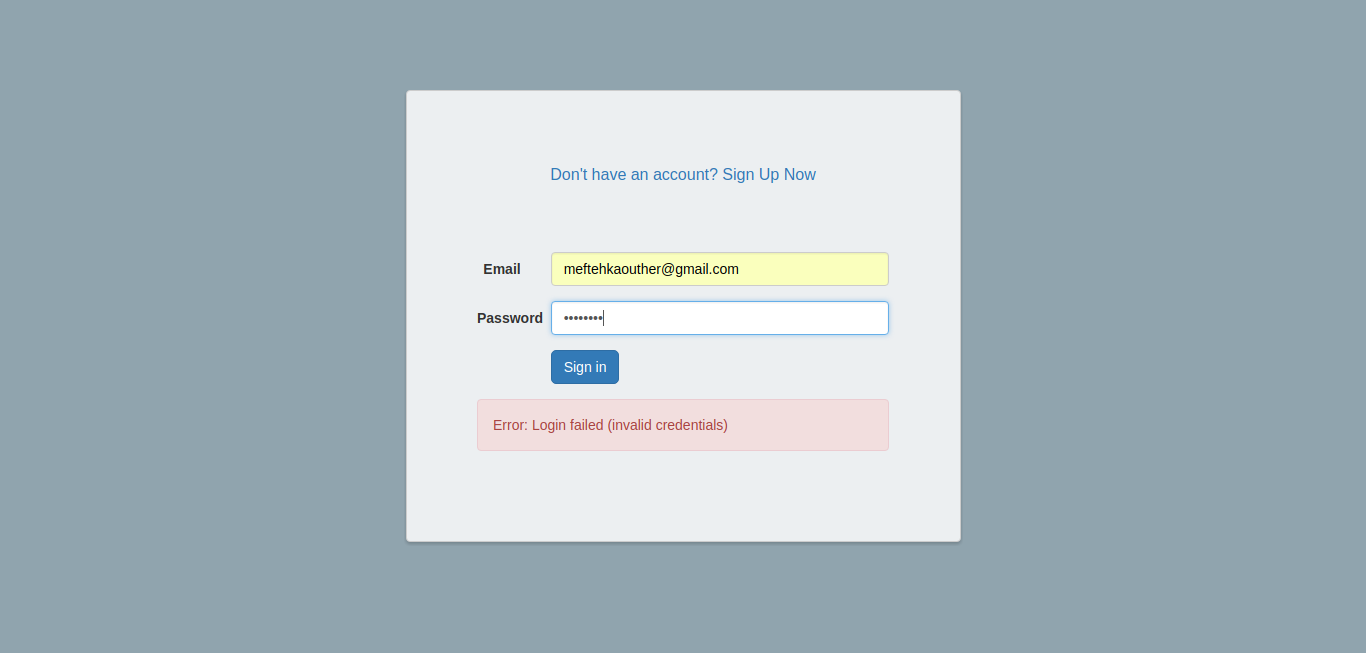 Don't have an account? Sign Up Now
Email meftehkaouther@gmail.com
Password ••••••••
Sign in
Error: Login failed (invalid credentials)